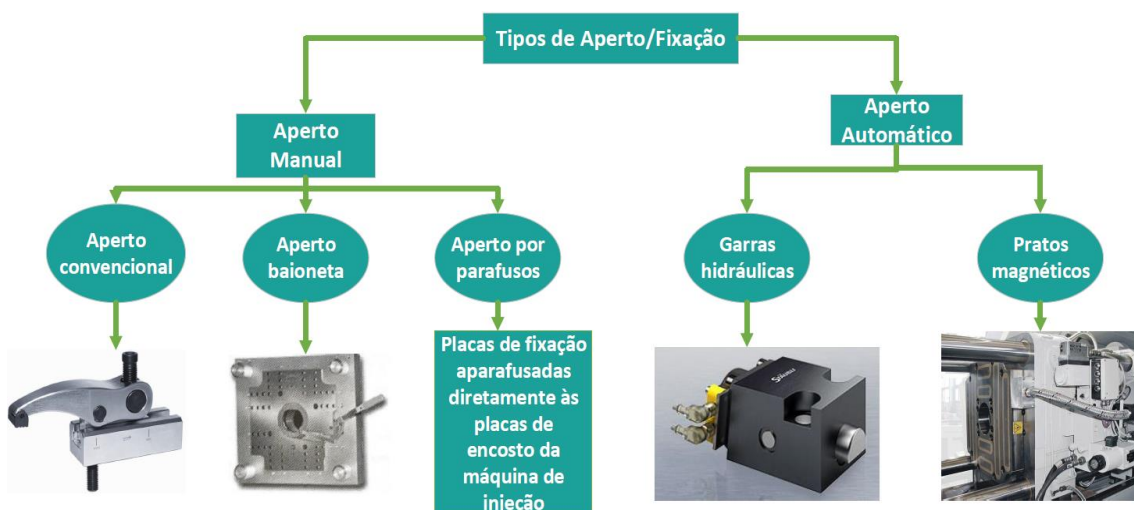 Tipos de Aperto/Fixação
Aperto
Manual
Aperto
Automático
Aperto
convencional
Aperto
baioneta
Aperto por
parafusos
Garras
hidráulicas
Pratos
magnéticos
Placas de fixação
aparafusadas
diretamente às
placas de
encosto da
máquina de
injeção